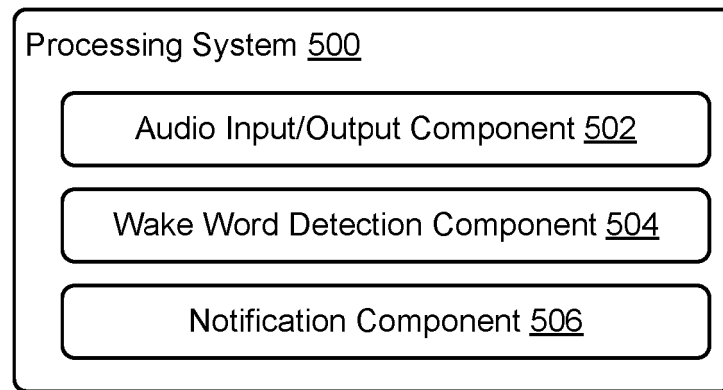 Processing System 500
Audio Input/Output Component 502
Wake Word Detection Component 504
Notification Component 506